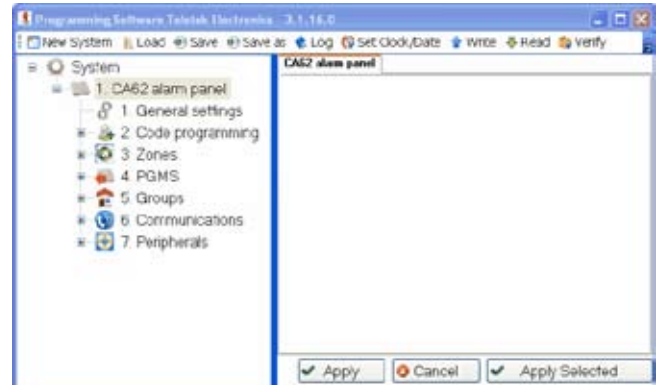 Programming Software Teletek Electronics 3.1.16.0
New System Load Save Save as Log Set Clock/Date Write Read Verify
System
1. CA62 alarm panel
1 General settings
2 Code programming
3 Zones
4 PGMS
5 Groups
6 Communications
7 Peripherals
CA62 alarm panel
Apply Cancel Apply Selected